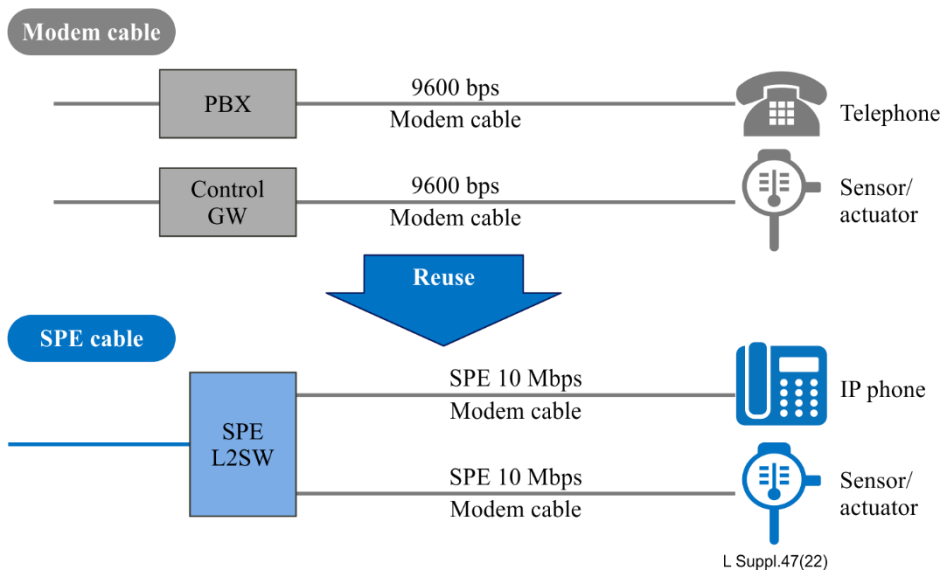 Modem cable
PBX
9600 bps
Modem cable
Telephone
Control
GW
9600 bps
Modem cable
Sensor/
actuator
Reuse
SPE cable
SPE
L2SW
SPE 10 Mbps
Modem cable
IP phone
SPE 10 Mbps
Modem cable
Sensor/
actuator
L Suppl.47(22)